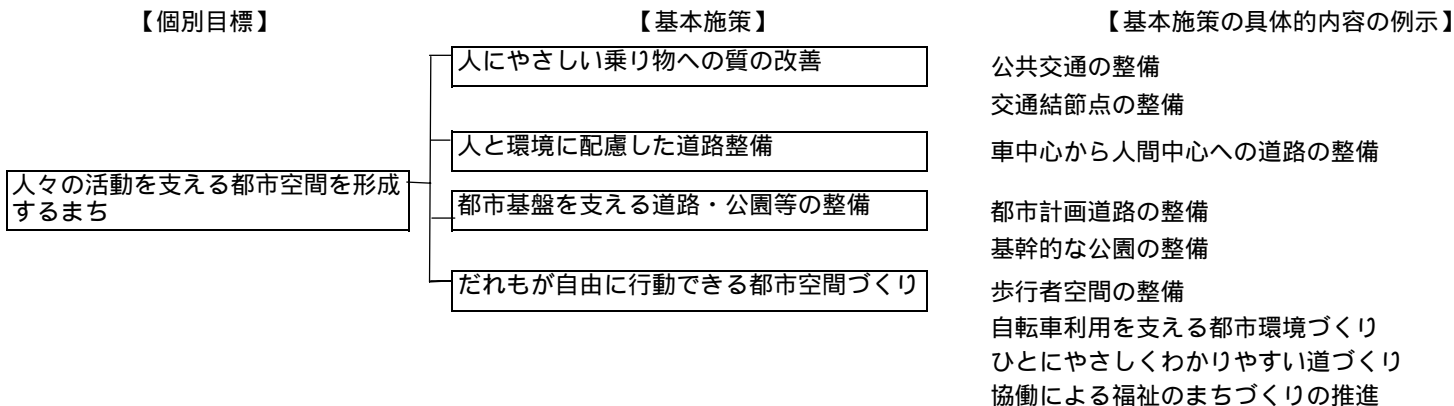 【個別目標】 【基本施策】 【基本施策の具体的内容の例示】
人にやさしい乗り物への質の改善 公共交通の整備
交通結節点の整備
人と環境に配慮した道路整備 車中心から人間中心への道路の整備
人々の活動を支える都市空間を形成
するまち
都市基盤を支える道路・公園等の整備 都市計画道路の整備
基幹的な公園の整備
だれもが自由に行動できる都市空間づくり 歩行者空間の整備
自転車利用を支える都市環境づくり
ひとにやさしくわかりやすい道づくり
協働による福祉のまちづくりの推進